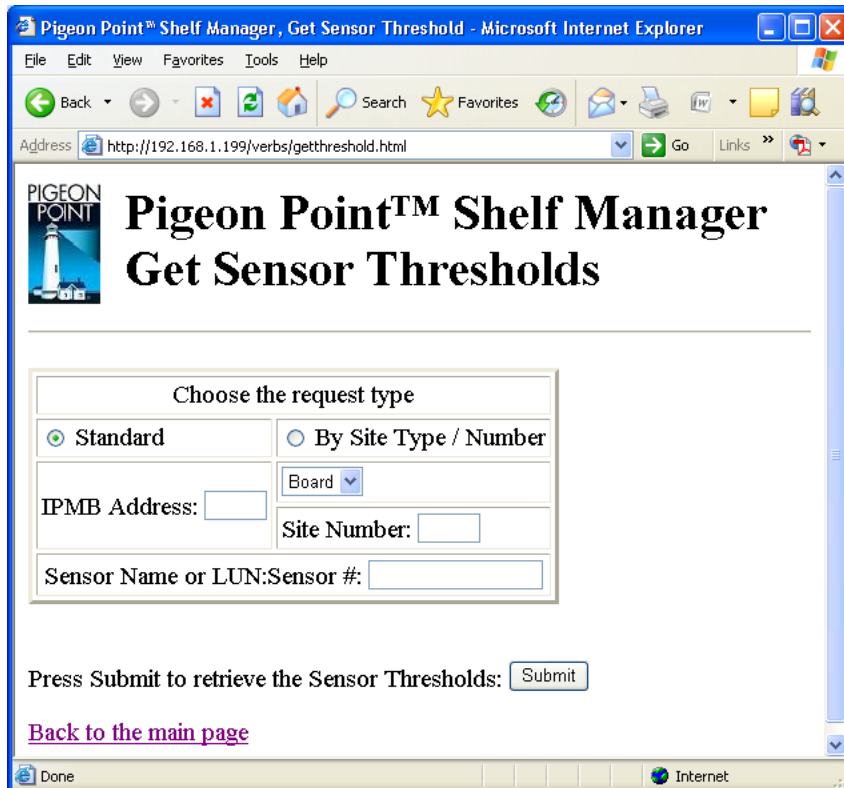 Pigeon Point™ Shelf Manager, Get Sensor Threshold - Microsoft Internet Explorer
File Edit View Favorites Tools Help
Back Search Favorites
Address http://192.168.1.199/verbs/getthreshold.html Go Links »
PIGEON
POINT
Pigeon Point™ Shelf Manager
Get Sensor Thresholds
Choose the request type
Standard By Site Type / Number
Board
IPMB Address:
Site Number:
Sensor Name or LUN:Sensor #:
Press Submit to retrieve the Sensor Thresholds: Submit
Back to the main page
Done Internet